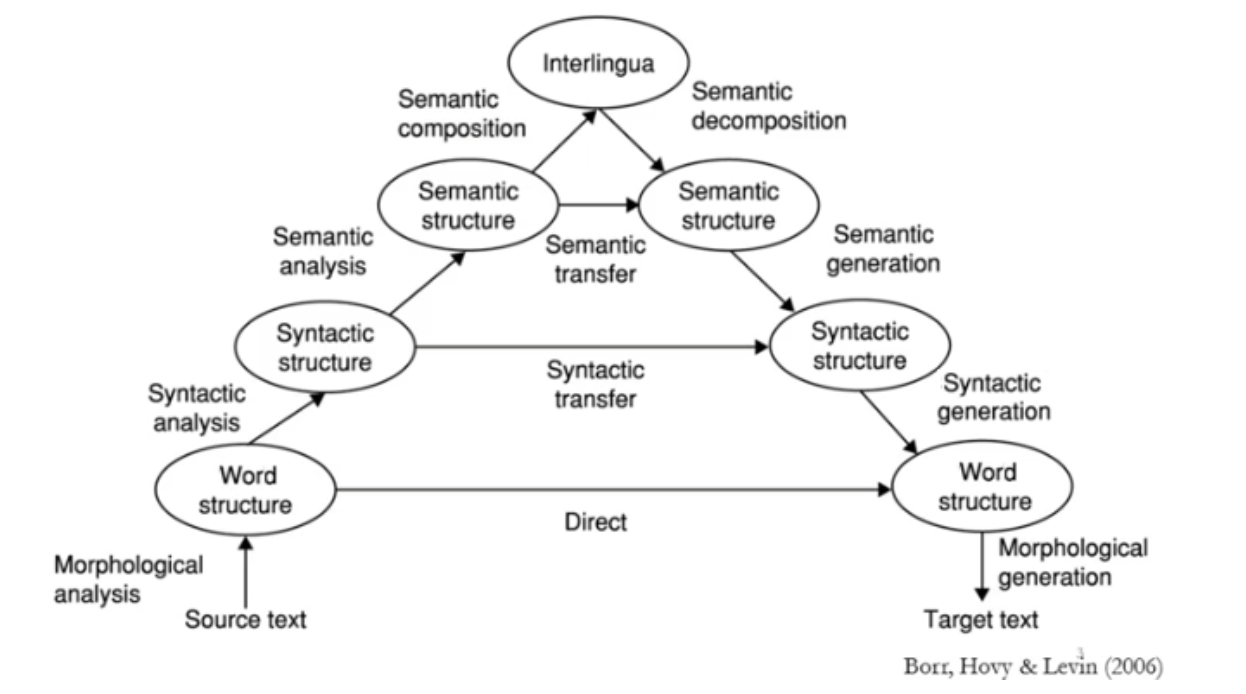 Interlingua
Semantic
composition
Semantic
decomposition
Semantic
structure
Semantic
structure
Semantic
analysis
Semantic
transfer
Semantic
generation
Syntactic
structure
Syntactic
structure
Syntactic
analysis
Syntactic
transfer
Syntactic
generation
Word
structure
Word
structure
Direct
Morphological
analysis
Morphological
generation
Source text
Target text
Borr, Hovy & Levin (2006)